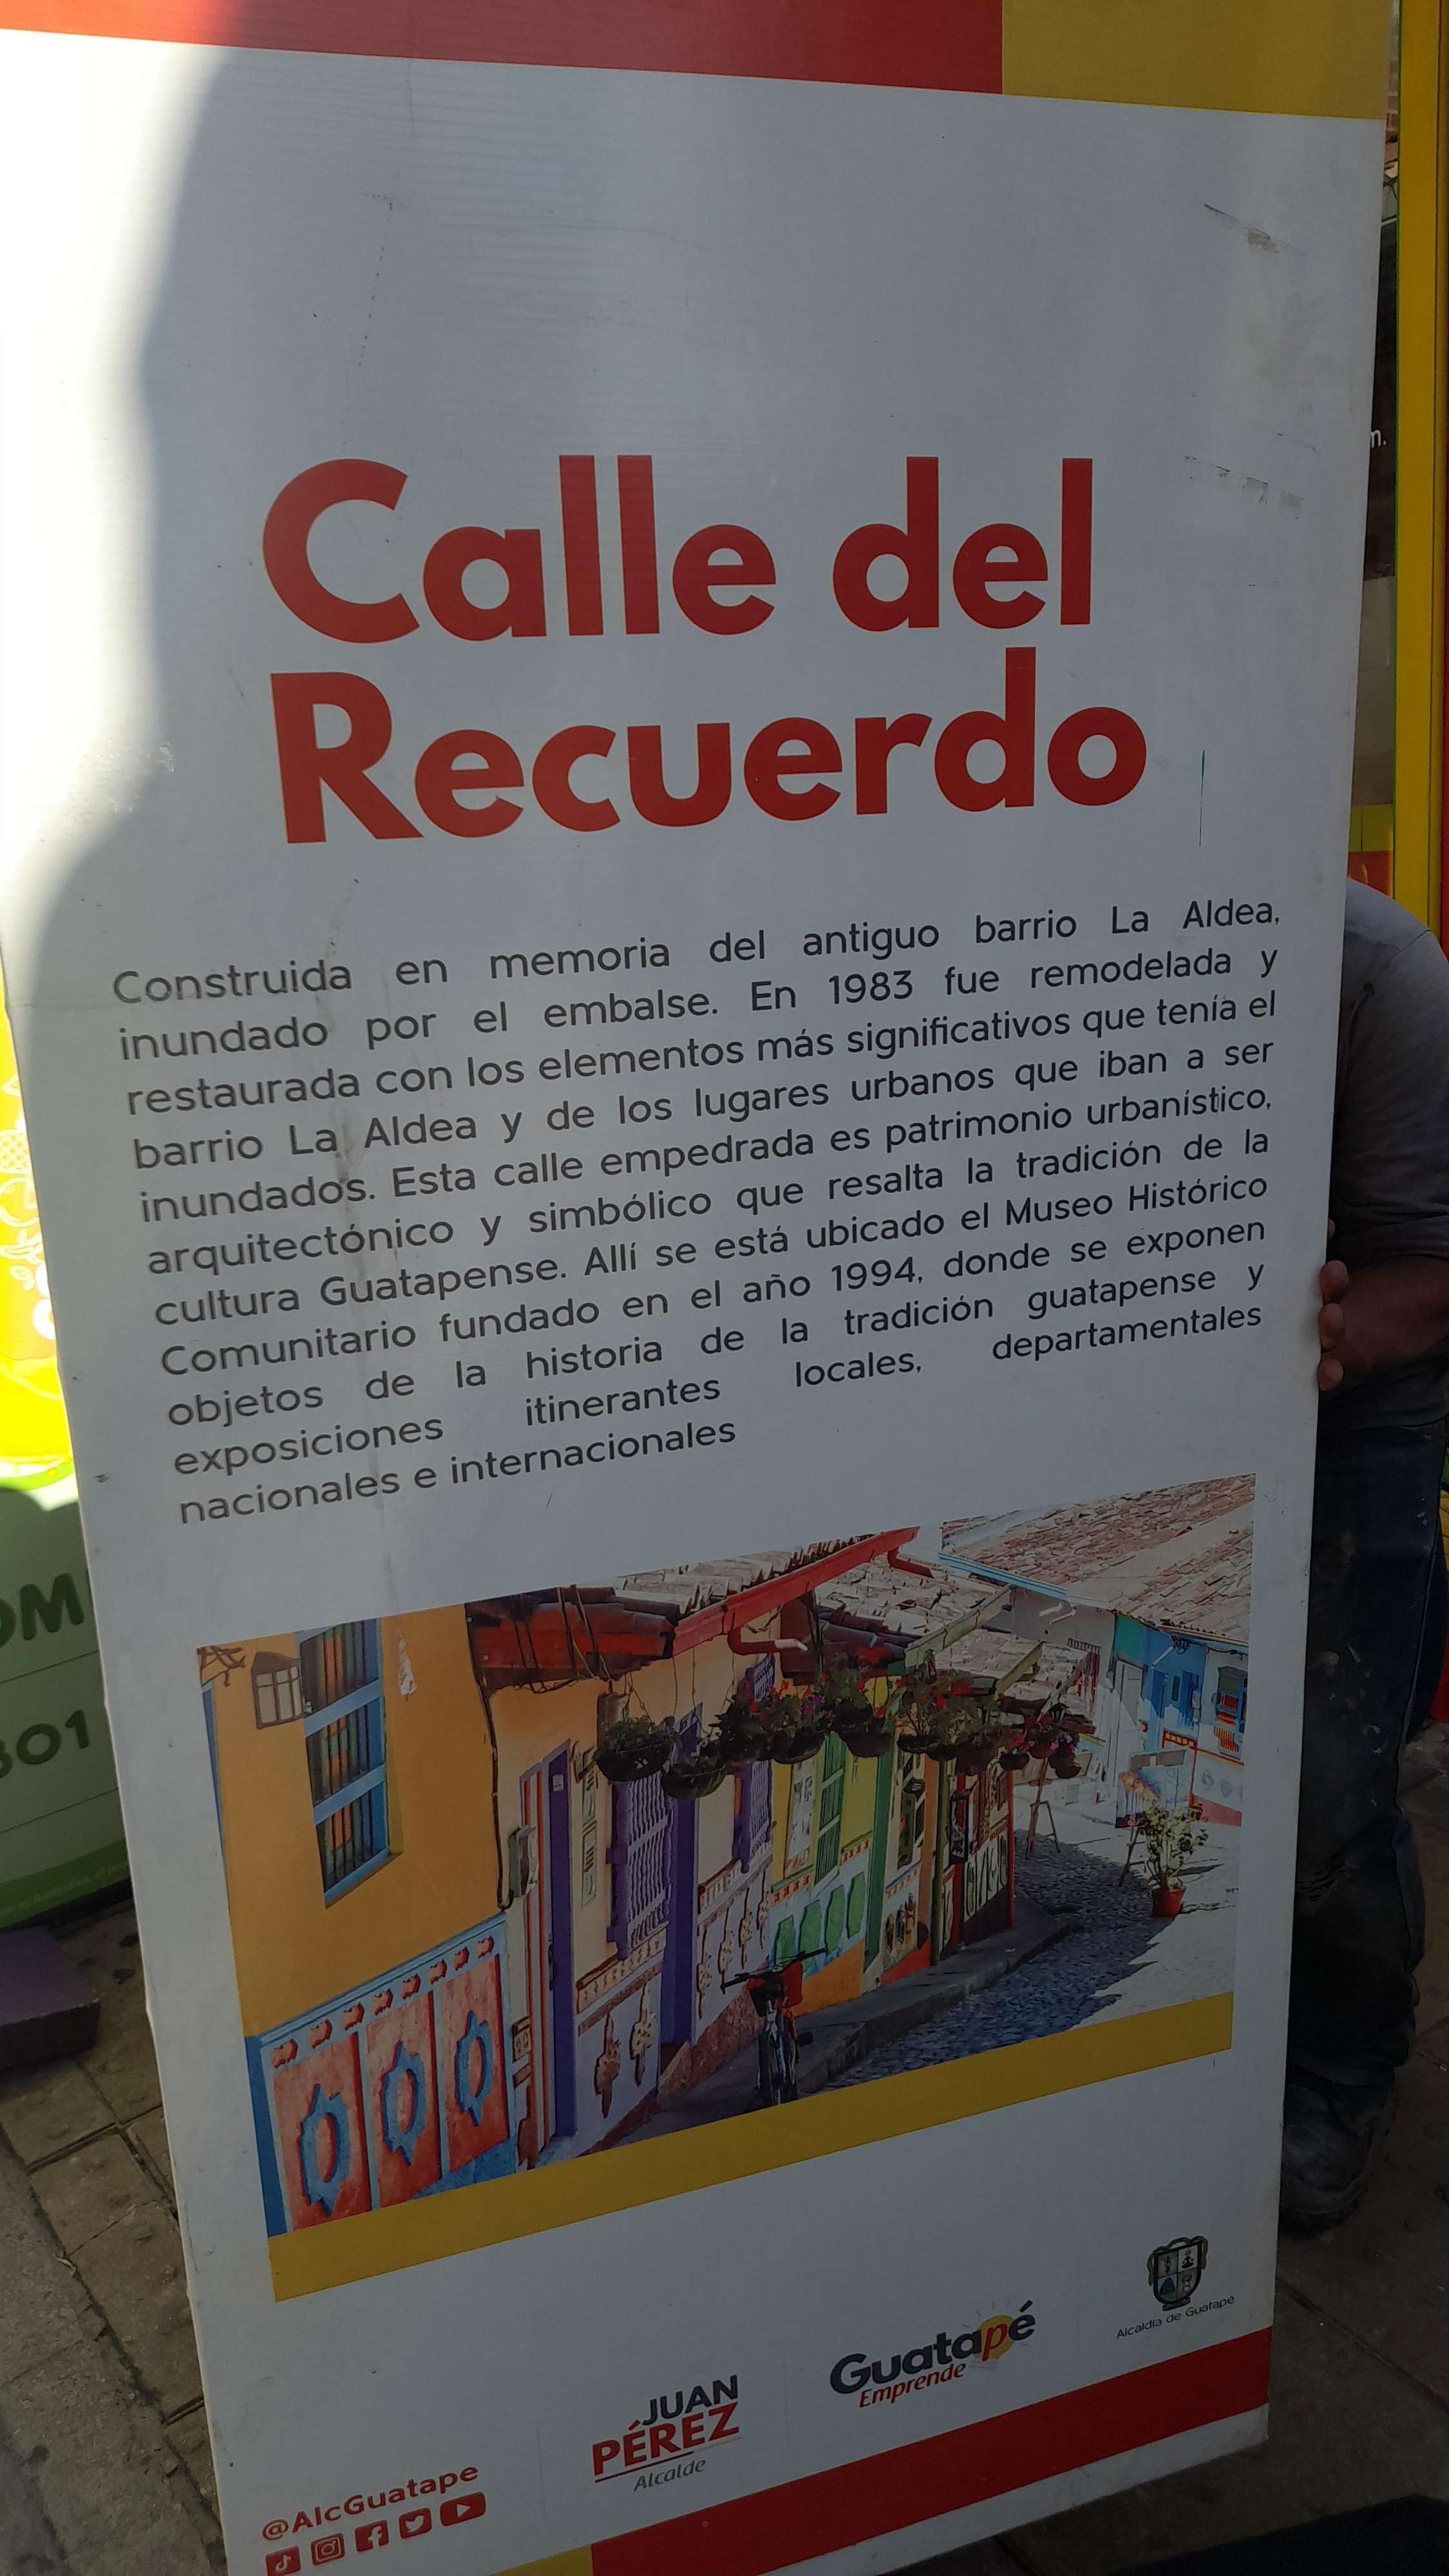 Calle del
Recuerdo
Construida en memoria del antiguo barrio La Aldea,
inundado por el embalse. En 1983 fue remodelada y
restaurada con los elementos más significativos que tenía el
barrio La Aldea y de los lugares urbanos que iban a ser
inundados. Esta calle empedrada es patrimonio urbanístico,
arquitectónico y simbólico que resalta la tradición de la
cultura Guatapense. Allí se está ubicado el Museo Histórico
Comunitario fundado en el año 1994, donde se exponen
objetos de la historia de la tradición guatapense y
exposiciones itinerantes locales, departamentales
nacionales e internacionales
@AlcGuatape
JUAN
PÉREZ
Alcalde
Guatapé
Emprende
Alcaldía de Guatapé